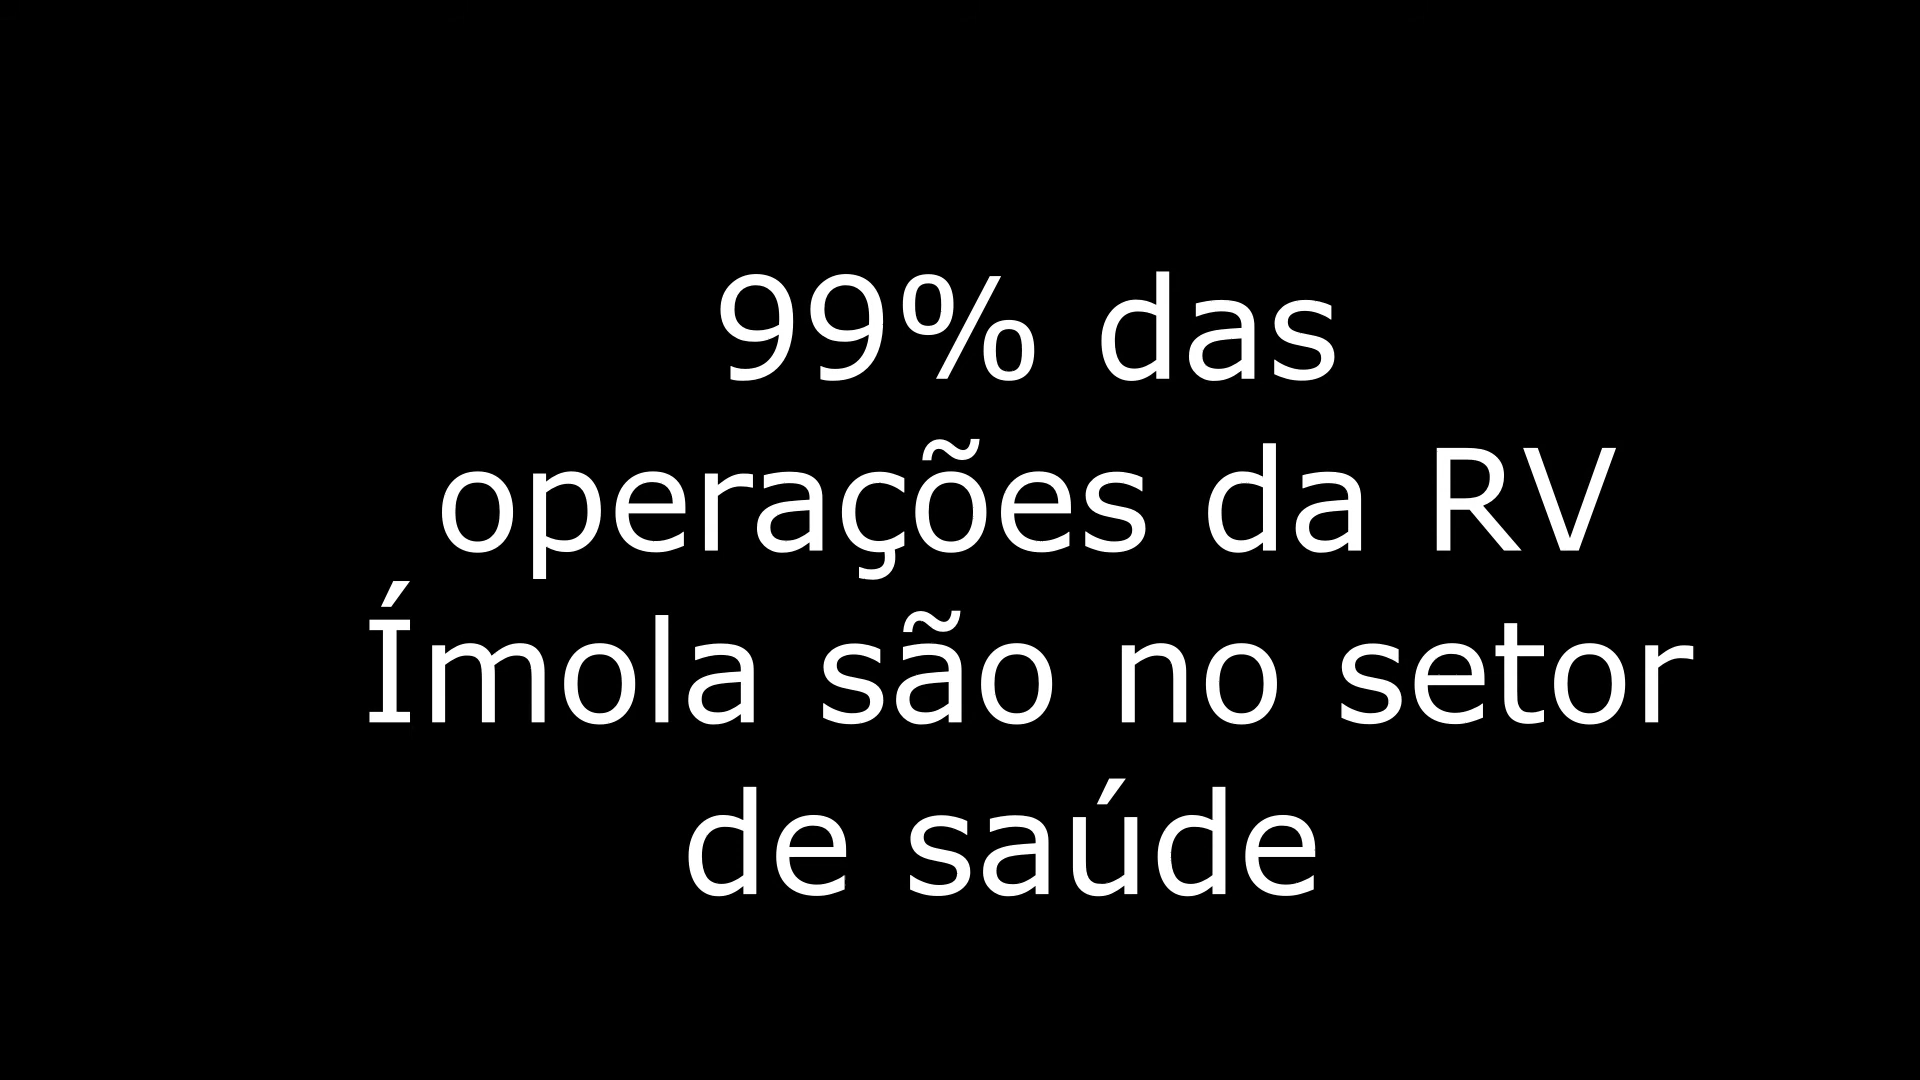 99% das
operações da RV
Ímola são no setor
de saúde